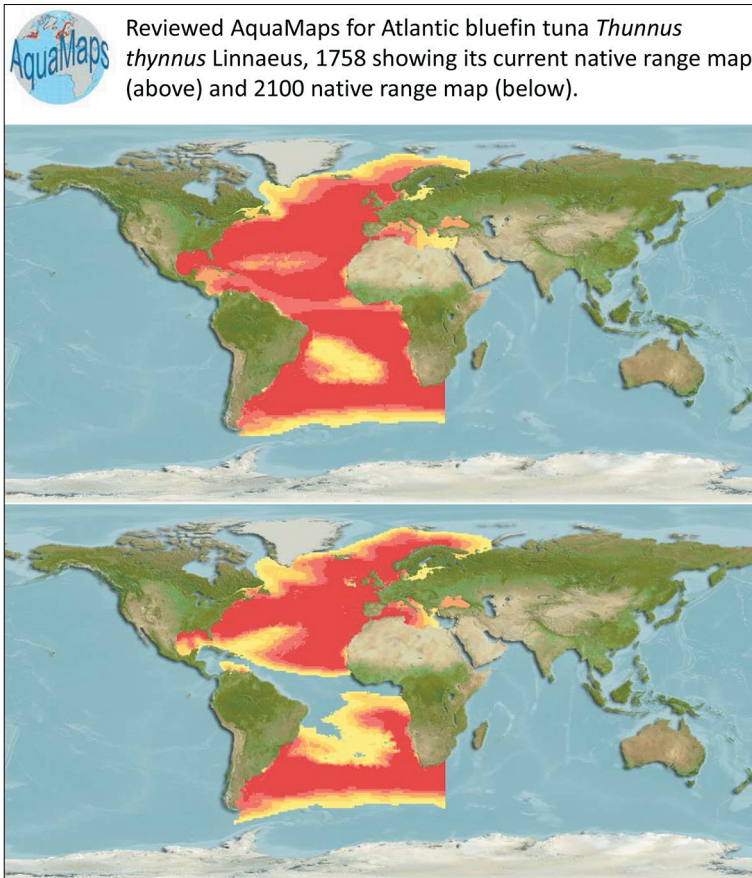 AquaMaps
Reviewed AquaMaps for Atlantic bluefin tuna Thunnus
thynnus Linnaeus, 1758 showing its current native range map
(above) and 2100 native range map (below).